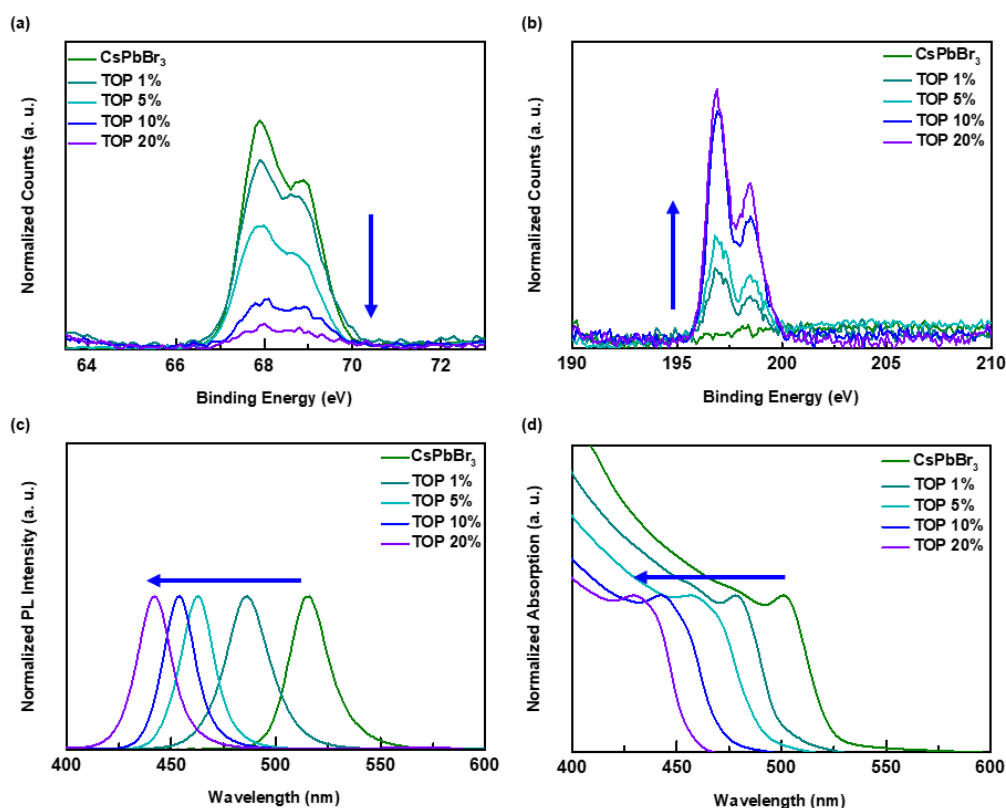 (a)
CsPbBr₃
TOP 1%
TOP 5%
TOP 10%
TOP 20%
Normalized Counts (a. u.)
64 66 68 70 72
Binding Energy (eV)
(b)
CsPbBr₃
TOP 1%
TOP 5%
TOP 10%
TOP 20%
Normalized Counts (a. u.)
190 195 200 205 210
Binding Energy (eV)
(c)
CsPbBr₃
TOP 1%
TOP 5%
TOP 10%
TOP 20%
Normalized PL Intensity (a. u.)
400 450 500 550 600
Wavelength (nm)
(d)
CsPbBr₃
TOP 1%
TOP 5%
TOP 10%
TOP 20%
Normalized Absorption (a. u.)
400 450 500 550 600
Wavelength (nm)